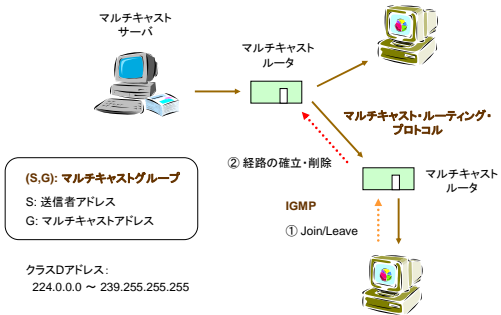 マルチキャスト
サーバ
マルチキャスト
ルータ
マルチキャスト・ルーティング・
プロトコル
② 経路の確立・削除
マルチキャスト
ルータ
(S,G): マルチキャストグループ
S: 送信者アドレス
G: マルチキャストアドレス
IGMP
① Join/Leave
クラスDアドレス:
224.0.0.0 ～ 239.255.255.255